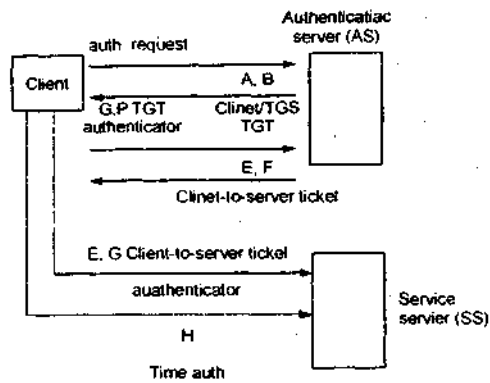 Authenticatiac
server (AS)
auth request
Client
A, B
G,P TGT
authenticator
Clinet/TGS
TGT
E, F
Clinet-to-server ticket
E, G Client-to-server tickel
auathenticator
Service
servier (SS)
H
Time auth